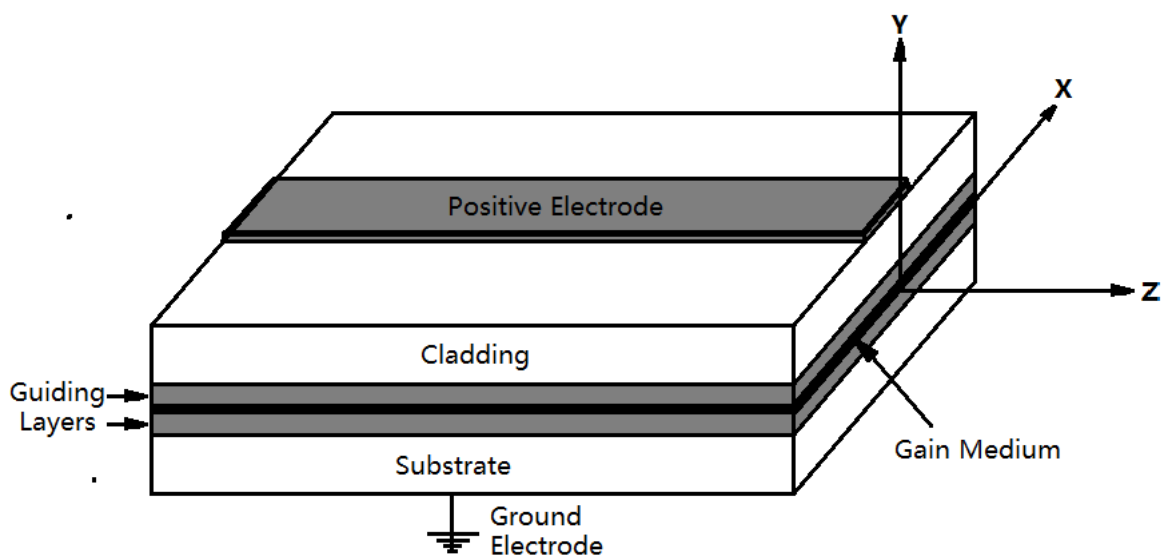 Y
X
Positive Electrode
Z
Cladding
Guiding
Layers
Gain Medium
Substrate
Ground
Electrode